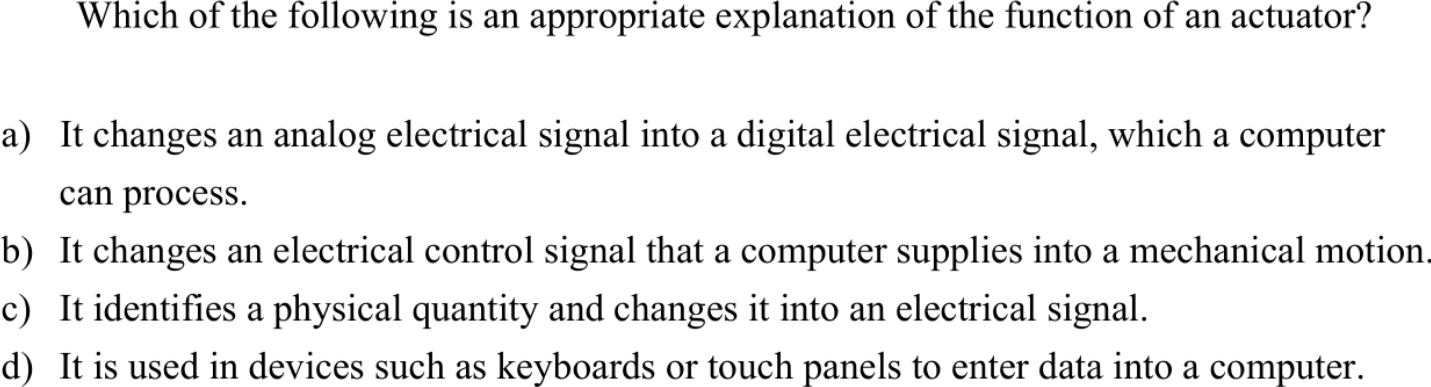 Which of the following is an appropriate explanation of the function of an actuator?
a) It changes an analog electrical signal into a digital electrical signal, which a computer
can process.
b) It changes an electrical control signal that a computer supplies into a mechanical motion.
c) It identifies a physical quantity and changes it into an electrical signal.
d) It is used in devices such as keyboards or touch panels to enter data into a computer.